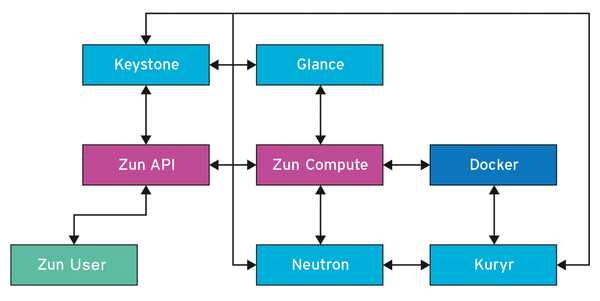 Keystone
Glance
Zun API
Zun Compute
Docker
Zun User
Neutron
Kuryr